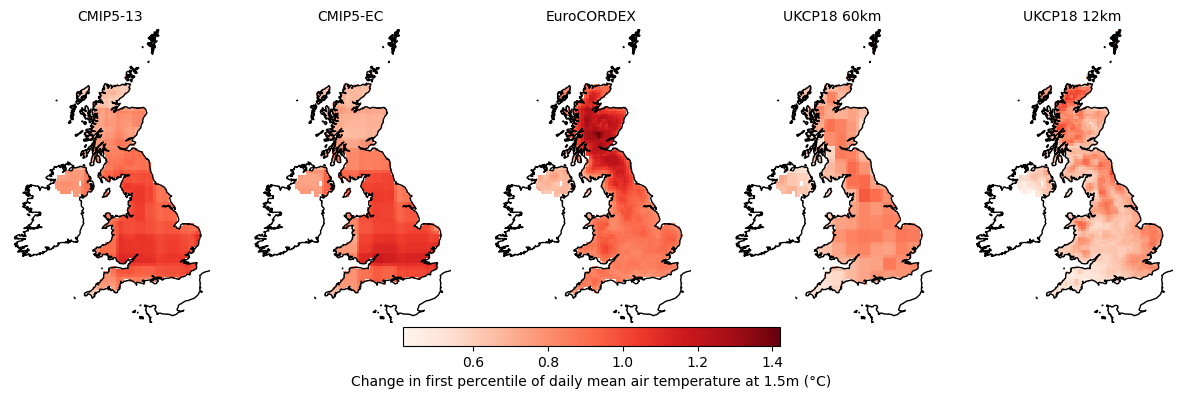 CMIP5-13
CMIP5-EC
EuroCORDEX
UKCP18 60km
UKCP18 12km
0.6
0.8
1.0
1.2
1.4
Change in first percentile of daily mean air temperature at 1.5m (°C)